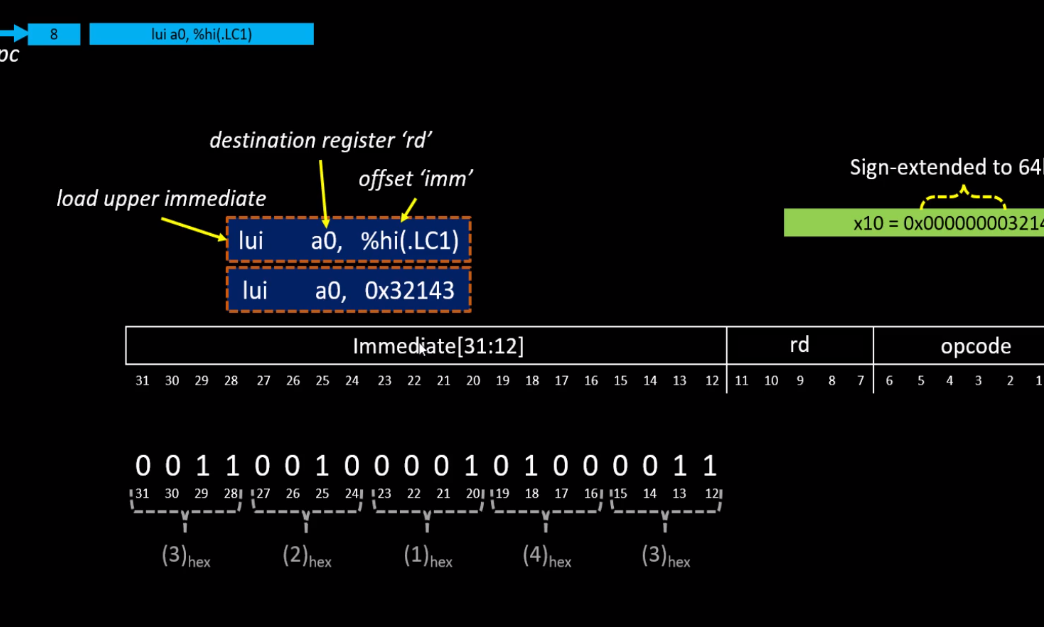 8 lui a0, %hi(.LC1)
pc
destination register ‘rd’
offset ‘imm’
load upper immediate
Sign-extended to 64
lui a0, %hi(.LC1)
x10 = 0x000000003214
lui a0, 0x32143
Immediate[31:12] rd opcode
31 30 29 28 27 26 25 24 23 22 21 20 19 18 17 16 15 14 13 12 11 10 9 8 7 6 5 4 3 2 1
0 0 1 1 0 0 1 0 0 0 0 1 0 1 0 0 0 0 1 1
31 30 29 28 27 26 25 24 23 22 21 20 19 18 17 16 15 14 13 12
(3)hex (2)hex (1)hex (4)hex (3)hex